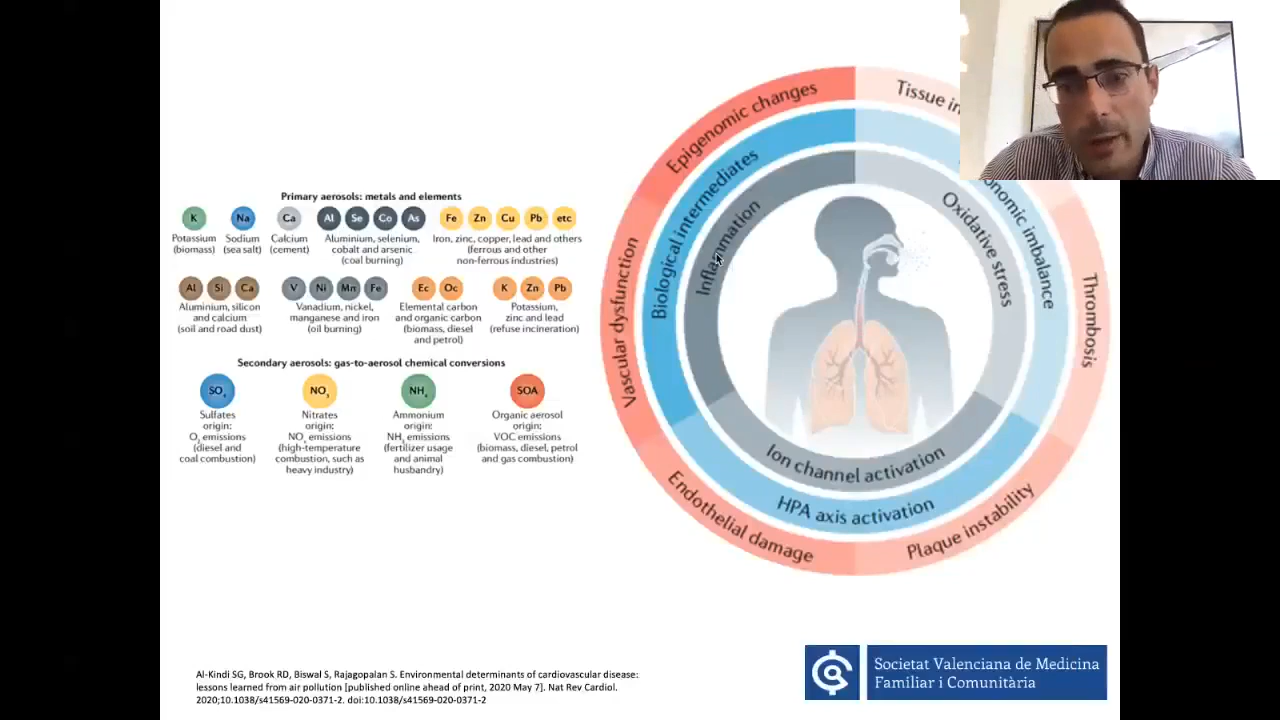 Primary aerosols: metals and elements
K
Na
Ca
Al
Se
Co
As
Fe
Zn
Cu
Pb
etc
Potassium
(biomass)
Sodium
(sea salt)
Calcium
(cement)
Aluminium, selenium,
cobalt and arsenic
(coal burning)
Iron, zinc, copper, lead and others
(ferrous and other
non-ferrous industries)
Al
Si
Ca
V
Ni
Mn
Fe
Ec
Oc
K
Zn
Pb
Aluminium, silicon
and calcium
(soil and road dust)
Vanadium, nickel,
manganese and iron
(oil burning)
Elemental carbon
and organic carbon
(biomass, diesel
and petrol)
Potassium,
zinc and lead
(refuse incineration)
Secondary aerosols: gas-to-aerosol chemical conversions
SO₄
NO₃
NH₄
SOA
Sulfates
origin:
emissions
(diesel and
coal combustion)
Nitrates
origin:
emissions
(high-temperature
combustion, such as
heavy industry)
Ammonium
origin:
emissions
(fertilizer usage
and animal
husbandry)
Organic aerosol
origin:
VOC emissions
(biomass, diesel, petrol
and gas combustion)
Epigenomic changes
Tissue
Vascular dysfunction
Thrombosis
Endothelial damage
Plaque instability
Biological intermediates
imbalance
HPA axis activation
Inflammation
Oxidative stress
Ion channel activation
Al-Kindi SG, Brook RD, Biswal S, Rajagopalan S. Environmental determinants of cardiovascular disease:
lessons learned from air pollution [published online ahead of print, 2020 May 7]. Nat Rev Cardiol.
2020;10.1038/s41569-020-0371-2. doi:10.1038/s41569-020-0371-2
Societat Valenciana de Medicina
Familiar i Comunitària